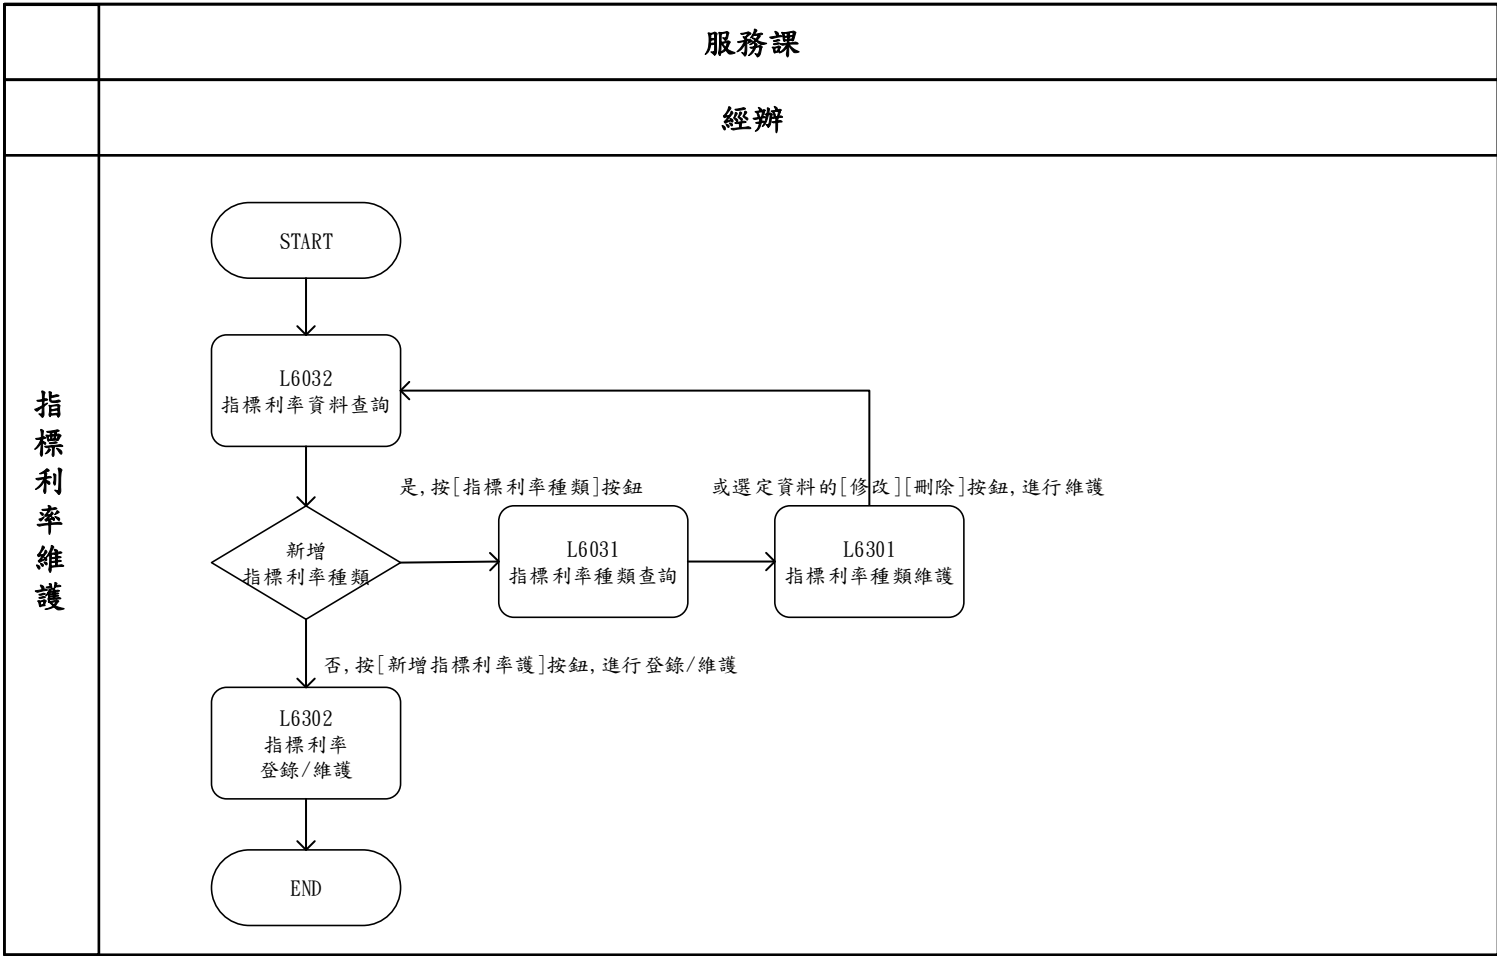 服務課
經辦
指標利率維護
START
L6032
指標利率資料查詢
是,按[指標利率種類]按鈕
或選定資料的[修改][刪除]按鈕,進行維護
新增
指標利率種類
L6031
指標利率種類查詢
L6301
指標利率種類維護
否,按[新增指標利率護]按鈕,進行登錄/維護
L6302
指標利率
登錄/維護
END